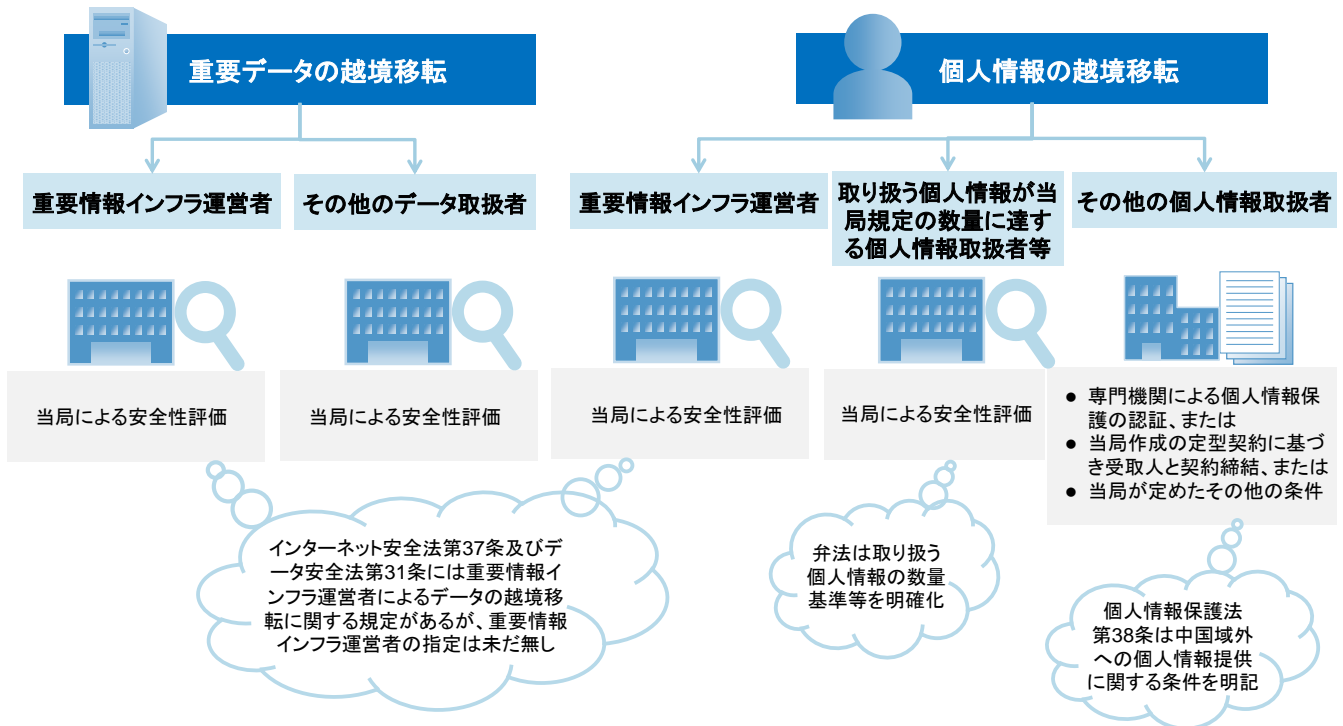 重要データの越境移転
個人情報の越境移転
重要情報インフラ運営者
その他のデータ取扱者
重要情報インフラ運営者
取り扱う個人情報が当
局規定の数量に達す
る個人情報取扱者等
その他の個人情報取扱者
当局による安全性評価
当局による安全性評価
当局による安全性評価
当局による安全性評価
● 専門機関による個人情報保
護の認証、または
● 当局作成の定型契約に基づ
き受取人と契約締結、または
● 当局が定めたその他の条件
インターネット安全法第37条及びデ
ータ安全法第31条には重要情報イ
ンフラ運営者によるデータの越境移
転に関する規定があるが、重要情報
インフラ運営者の指定は未だ無し
弁法は取り扱う
個人情報の数量
基準等を明確化
個人情報保護法
第38条は中国域外
への個人情報提供
に関する条件を明記